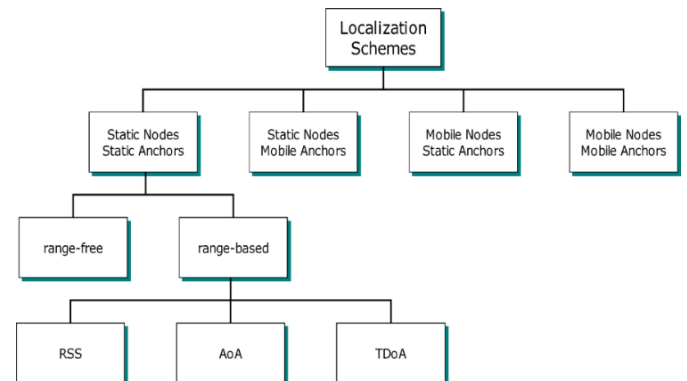 Localization
Schemes
Static Nodes
Static Anchors
Static Nodes
Mobile Anchors
Mobile Nodes
Static Anchors
Mobile Nodes
Mobile Anchors
range-free
range-based
RSS
AoA
TDoA